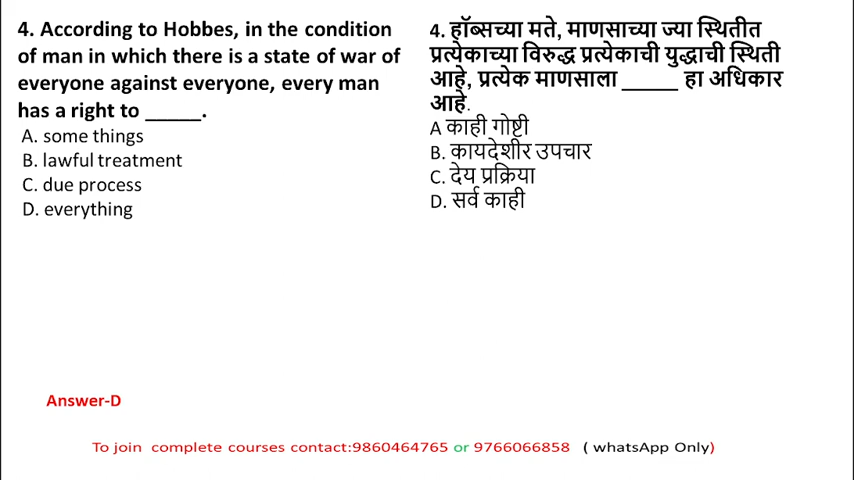 4. According to Hobbes, in the condition
of man in which there is a state of war of
everyone against everyone, every man
has a right to _____.
A. some things
B. lawful treatment
C. due process
D. everything
4. हॉब्सच्या मते, माणसाच्या ज्या स्थितीत
प्रत्येकाच्या विरुद्ध प्रत्येकाची युद्धाची स्थिती
आहे, प्रत्येक माणसाला _____ हा अधिकार
आहे.
A काही गोष्टी
B. कायदेशीर उपचार
C. देय प्रक्रिया
D. सर्व काही
Answer-D
To join complete courses contact:9860464765 or 9766066858 ( whatsApp Only)